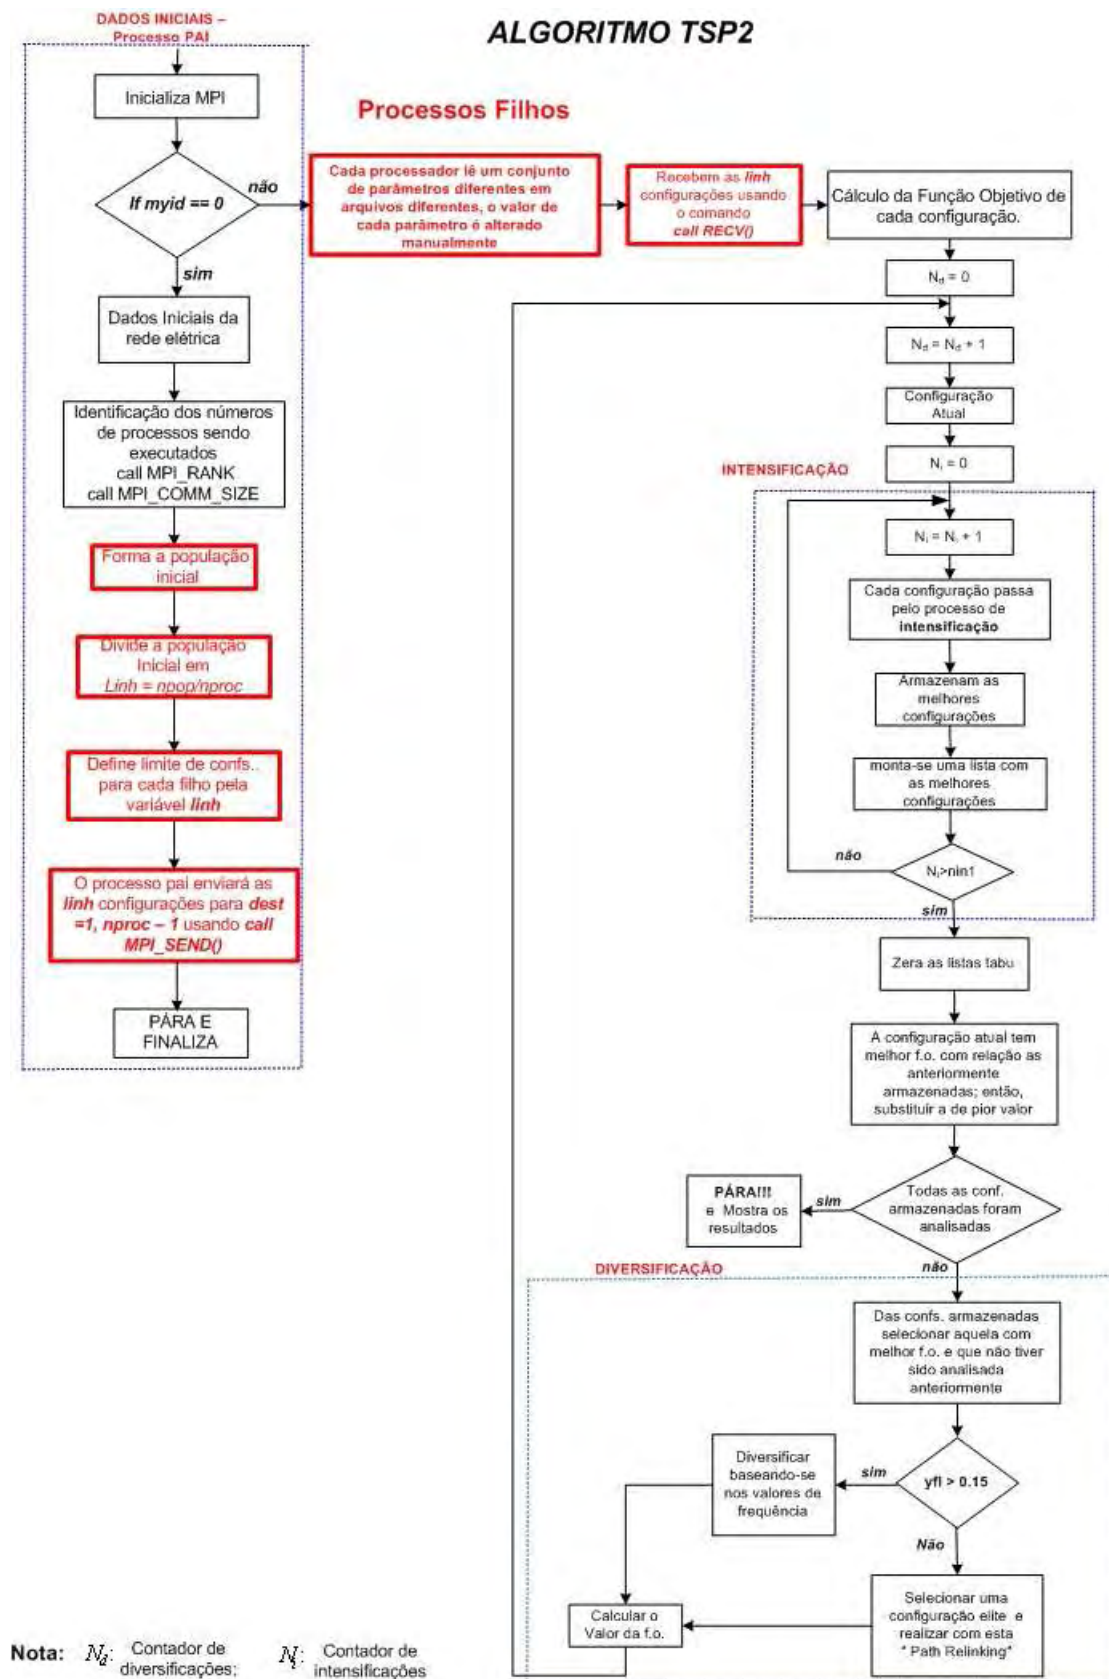 DADOS INICIAIS –
Processo PAI
ALGORITMO TSP2
Inicializa MPI
Processos Filhos
If myid == 0
não
sim
Cada processador lê um conjunto
de parâmetros diferentes em
arquivos diferentes, o valor de
cada parâmetro é alterado
manualmente
Recebem as linh
configurações usando
o comando
call RECV()
Cálculo da Função Objetivo de
cada configuração.
Dados Iniciais da
rede elétrica
Identificação dos números
de processos sendo
executados
call MPI_RANK
call MPI_COMM_SIZE
Forma a população
inicial
Divide a população
Inicial em
Linh = npop/nproc
Define limite de confs..
para cada filho pela
variável linh
O processo pai enviará as
linh configurações para dest
=1, nproc – 1 usando call
MPI_SEND()
PÁRA E
FINALIZA
Nd = 0
Nd = Nd + 1
Configuração
Atual
Ni = 0
INTENSIFICAÇÃO
Ni = Ni + 1
Cada configuração passa
pelo processo de
intensificação
Armazenam as
melhores
configurações
monta-se uma lista com
as melhores
configurações
não
Ni>nin1
sim
Zera as listas tabu
A configuração atual tem
melhor f.o. com relação as
anteriormente
armazenadas; então,
substituir a de pior valor
Todas as conf.
armazenadas foram
analisadas
sim
PÁRA!!!
e Mostra os
resultados
não
DIVERSIFICAÇÃO
Das confs. armazenadas
selecionar aquela com
melhor f.o. e que não tiver
sido analisada
anteriormente
yfl > 0.15
sim
Diversificar
baseando-se
nos valores de
frequência
Não
Selecionar uma
configuração elite e
realizar com esta
" Path Relinking"
Calcular o
Valor da f.o.
Nota: Nd: Contador de
diversificações;
Ni: Contador de
intensificações